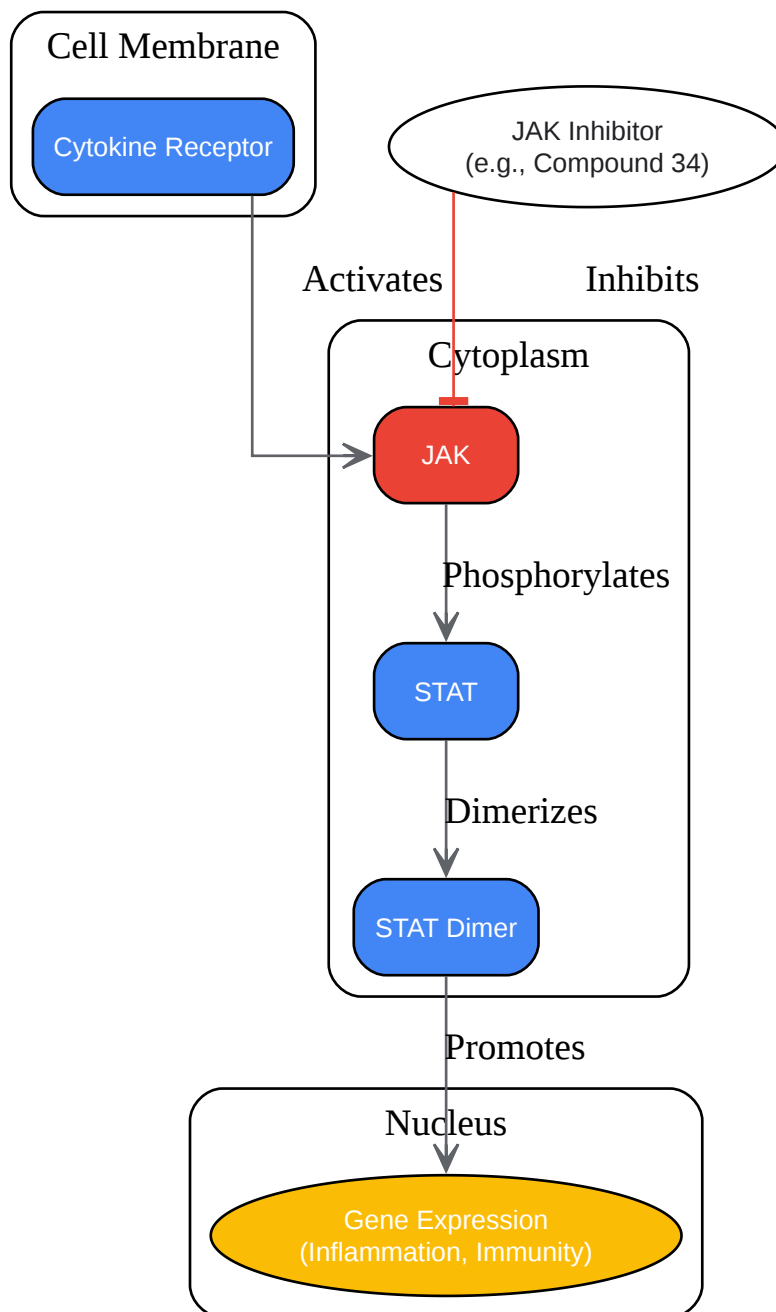 Cell Membrane
Cytokine Receptor
JAK Inhibitor
(e.g., Compound 34)
Activates
Inhibits
Cytoplasm
JAK
Phosphorylates
STAT
Dimerizes
STAT Dimer
Promotes
Nucleus
Gene Expression
(Inflammation, Immunity)